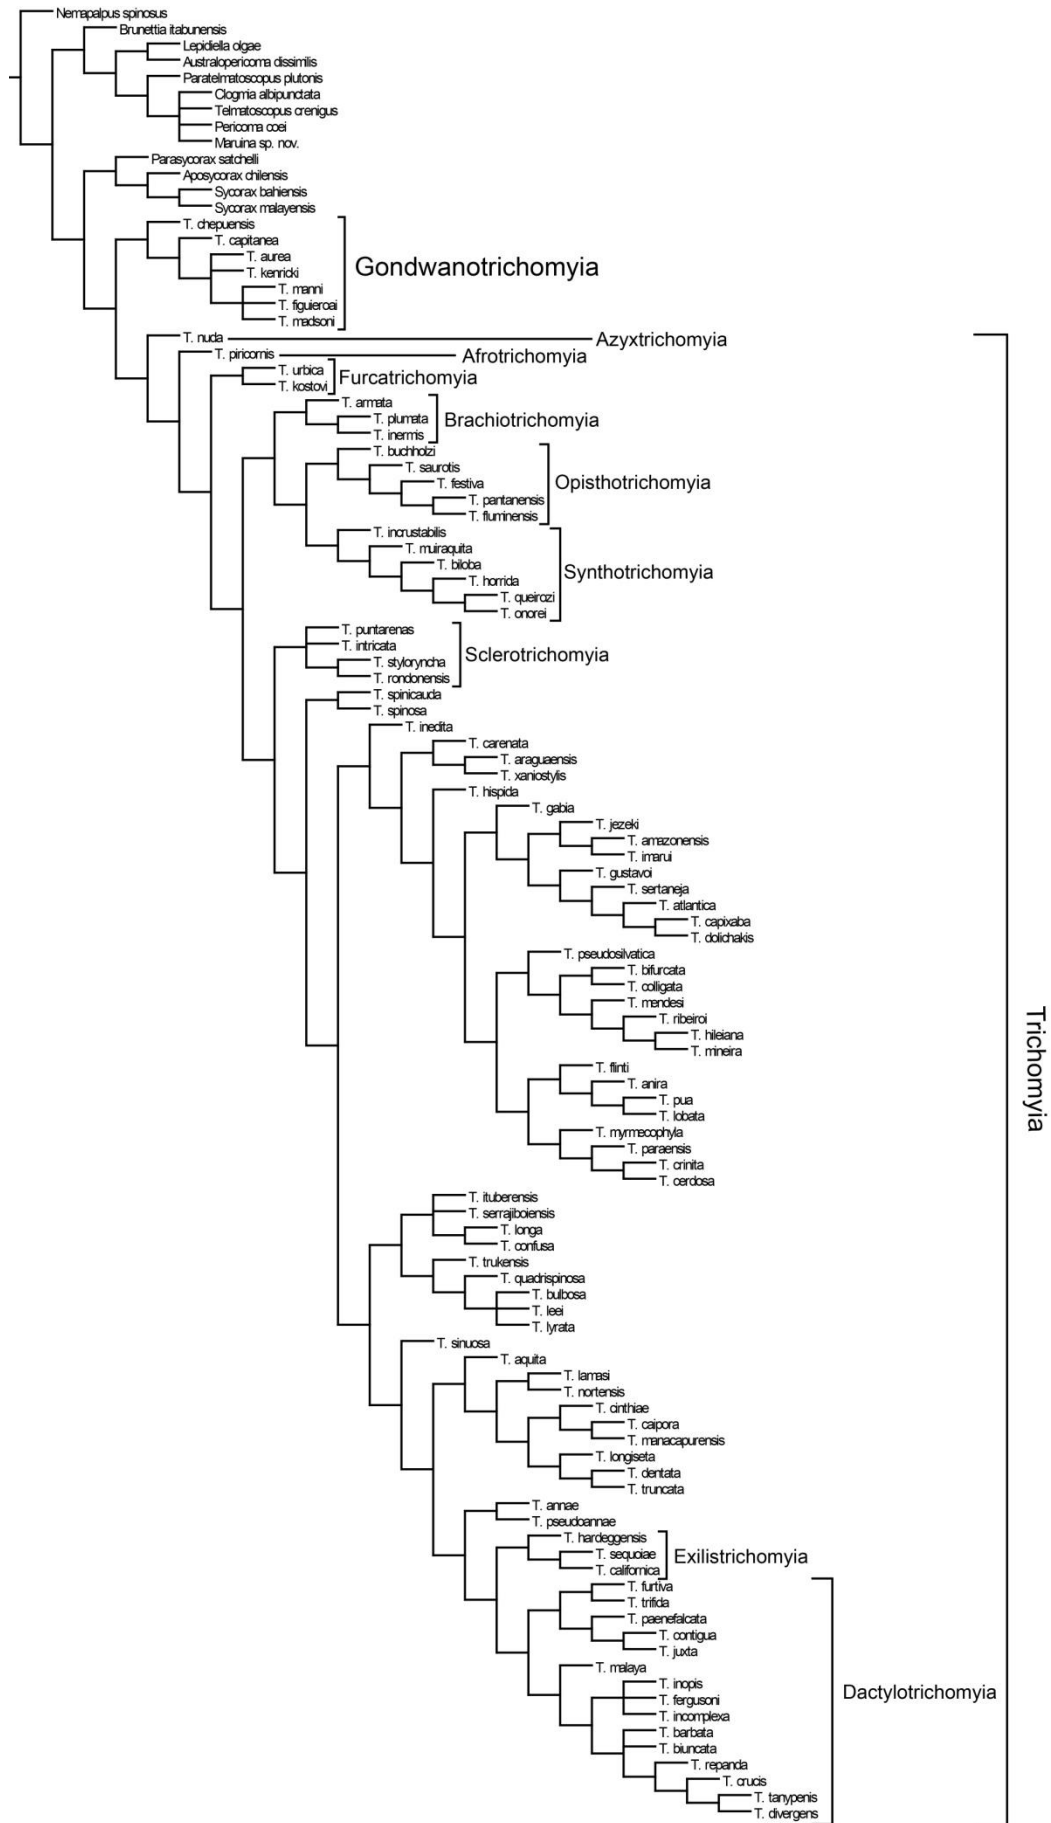 Nemapalpus spinosus
Brunettia itabunensis
Lepidiella olgae
Australopericoma dissimilis
Paratelmatoscopus plutonis
Clogmia albipunctata
Telmatoscopus crenigus
Pericoma coei
Maruina sp. nov.
Parasycorax satchelli
Aposycorax chilensis
Sycorax bahiensis
Sycorax malayensis
T. chepuensis
T. capitanea
T. aurea
Gondwanotrichomyia
T. kenricki
T. manni
T. figuieroai
T. madsoni
T. nuda
Azyxtrichomyia
T. piricornis
Afrotrichomyia
T. urbica
Furcatrichomyia
T. kostovi
T. armata
T. plumata
Brachiotrichomyia
T. inermis
T. buchholzi
T. saurotis
T. festiva
Opisthotrichomyia
T. pantanensis
T. fluminensis
T. incrustabilis
T. muiraquita
T. biloba
Synthotrichomyia
T. horrida
T. queirozi
T. onorei
T. puntarenas
T. intricata
Sclerotrichomyia
T. styloryncha
T. rondonensis
T. spinicauda
T. spinosa
T. inedita
T. carenata
T. araguaensis
T. xaniostylis
T. hispida
T. gabia
T. jezeki
T. amazonensis
T. imarui
T. gustavoi
T. sertaneja
T. atlantica
T. capixaba
T. dolichakis
T. pseudosilvatica
T. bifurcata
T. colligata
T. mendesi
T. ribeiroi
T. hileiana
T. mineira
Trichomyia
T. flinti
T. anira
T. pua
T. lobata
T. myrmecophyla
T. paraensis
T. crinita
T. cerdosa
T. ituberensis
T. serrajiboiensis
T. longa
T. confusa
T. trukensis
T. quadrispinosa
T. bulbosa
T. leei
T. lyrata
T. sinuosa
T. aquita
T. lamasi
T. nortensis
T. cinthiae
T. caipora
T. manacapurensis
T. longiseta
T. dentata
T. truncata
T. annae
T. pseudoannae
T. hardeggensis
T. sequoiae
Exilistrichomyia
T. californica
T. furtiva
T. trifida
T. paenefalcata
T. contigua
T. juxta
T. malaya
T. inopis
Dactylotrichomyia
T. fergusoni
T. incomplexa
T. barbata
T. biuncata
T. repanda
T. crucis
T. tanypenis
T. divergens